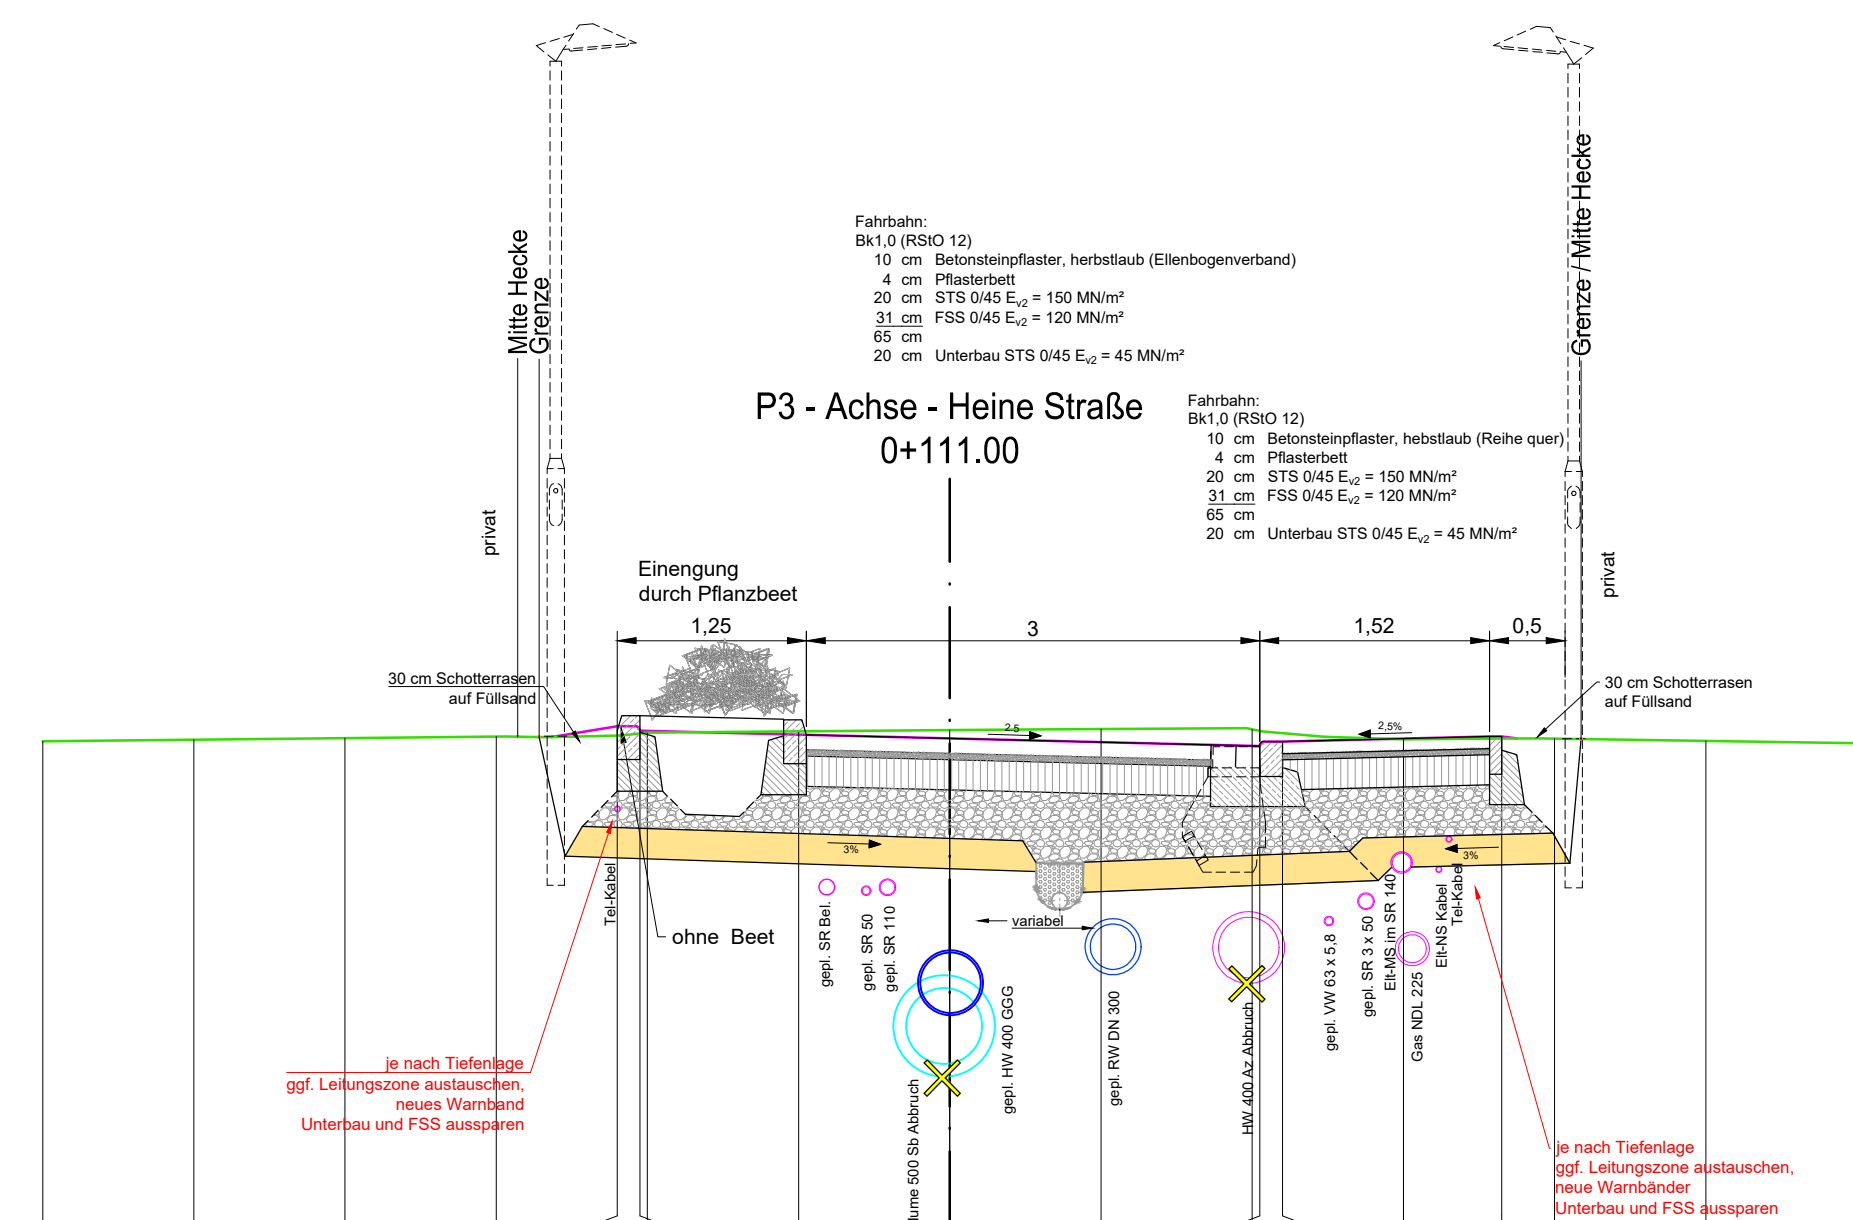 Mitte Hecke
Grenze
Grenze / Mitte Hecke
Fahrbahn:
Bk1,0 (RStO 12)
10 cm Betonsteinpflaster, herbstlaub (Ellenbogenverband)
4 cm Pflasterbett
20 cm STS 0/45 Ev2 = 150 MN/m²
31 cm FSS 0/45 Ev2 = 120 MN/m²
65 cm
20 cm Unterbau STS 0/45 Ev2 = 45 MN/m²
P3 - Achse - Heine Straße
0+111.00
Fahrbahn:
Bk1,0 (RStO 12)
10 cm Betonsteinpflaster, hebstlaub (Reihe quer)
4 cm Pflasterbett
20 cm STS 0/45 Ev2 = 150 MN/m²
31 cm FSS 0/45 Ev2 = 120 MN/m²
65 cm
20 cm Unterbau STS 0/45 Ev2 = 45 MN/m²
privat
privat
Einengung
durch Pflanzbeet
1,25
3
1,52
0,5
30 cm Schotterrasen
auf Füllsand
30 cm Schotterrasen
auf Füllsand
2.5
2,5%
3%
3%
Tel-Kabel
ohne Beet
gepl. SR Bel.
gepl. SR 50
gepl. SR 110
variabel
gepl. HW 400 GGG
gepl. RW DN 300
HW 400 Az Abbruch
gepl. VW 63 x 5,8
gepl. SR 3 x 50
Elt-MS im SR 140
Gas NDL 225
Elt-NS Kabel
Tel-Kabel
lume 500 Sb Abbruch
je nach Tiefenlage
ggf. Leitungszone austauschen,
neues Warnband
Unterbau und FSS aussparen
je nach Tiefenlage
ggf. Leitungszone austauschen,
neue Warnbänder
Unterbau und FSS aussparen